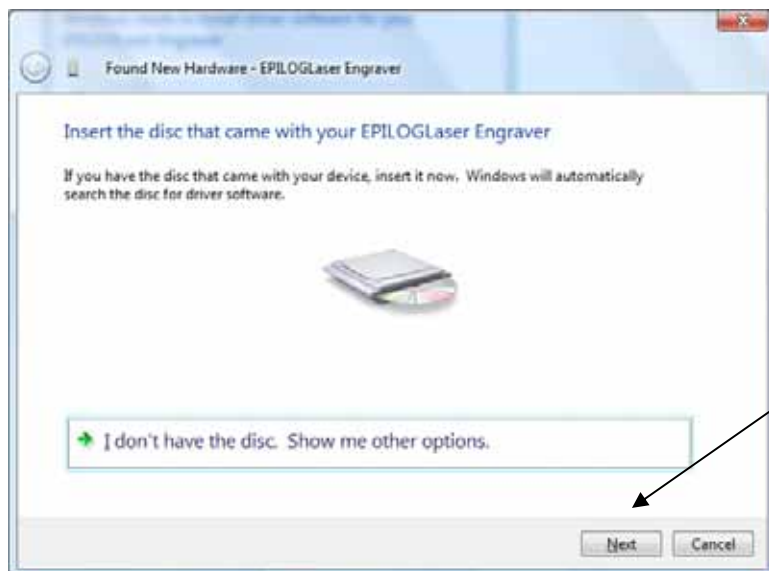 Found New Hardware - EPILOGLaser Engraver
Insert the disc that came with your EPILOGLaser Engraver
If you have the disc that came with your device, insert it now. Windows will automatically
search the disc for driver software.
I don't have the disc. Show me other options.
Next
Cancel